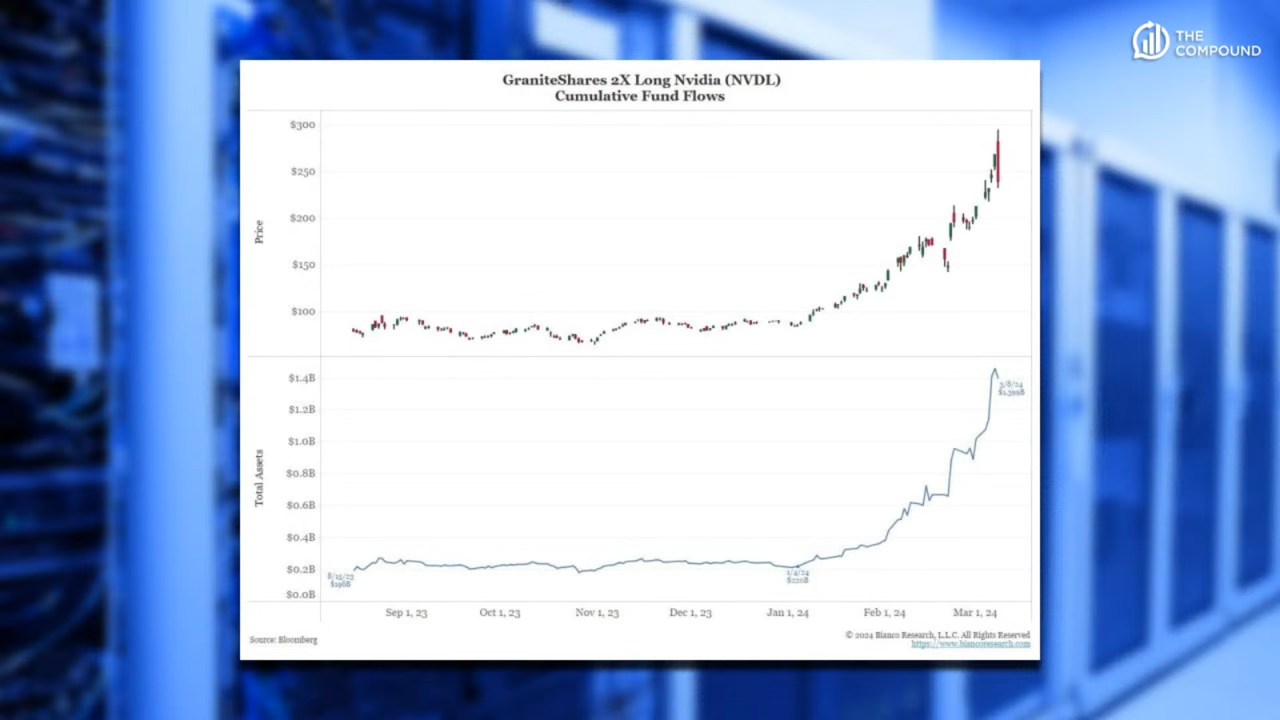 THE
COMPOUND
GraniteShares 2X Long Nvidia (NVDL)
Cumulative Fund Flows
$300
$250
$200
$150
$100
Price
$1.4B
$1.2B
$1.0B
$0.8B
$0.6B
$0.4B
$0.2B
$0.0B
Total Assets
3/8/24
8/15/23
1/4/24
Sep 1, 23
Oct 1, 23
Nov 1, 23
Dec 1, 23
Jan 1, 24
Feb 1, 24
Mar 1, 24
Source: Bloomberg
© 2024 Bianco Research, L.L.C. All Rights Reserved
https://www.biancoresearch.com